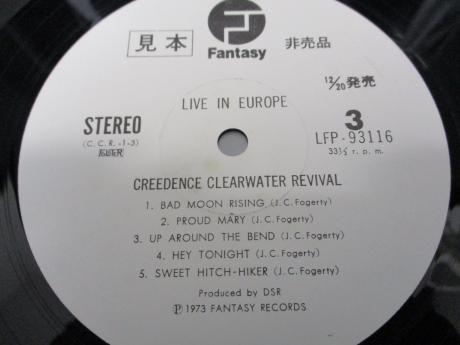 Fantasy
見本
非売品
12/20発売
LIVE IN EUROPE
STEREO
(C. C. R. -1-3)
3
LFP-93116
33⅓ r. p. m.
CREEDENCE CLEARWATER REVIVAL
1. BAD MOON RISING (J. C. Fogerty)
2. PROUD MARY (J. C. Fogerty)
3. UP AROUND THE BEND (J. C. Fogerty)
4. HEY TONIGHT (J. C. Fogerty)
5. SWEET HITCH-HIKER (J. C. Fogerty)
Produced by DSR
Ⓟ 1973 FANTASY RECORDS